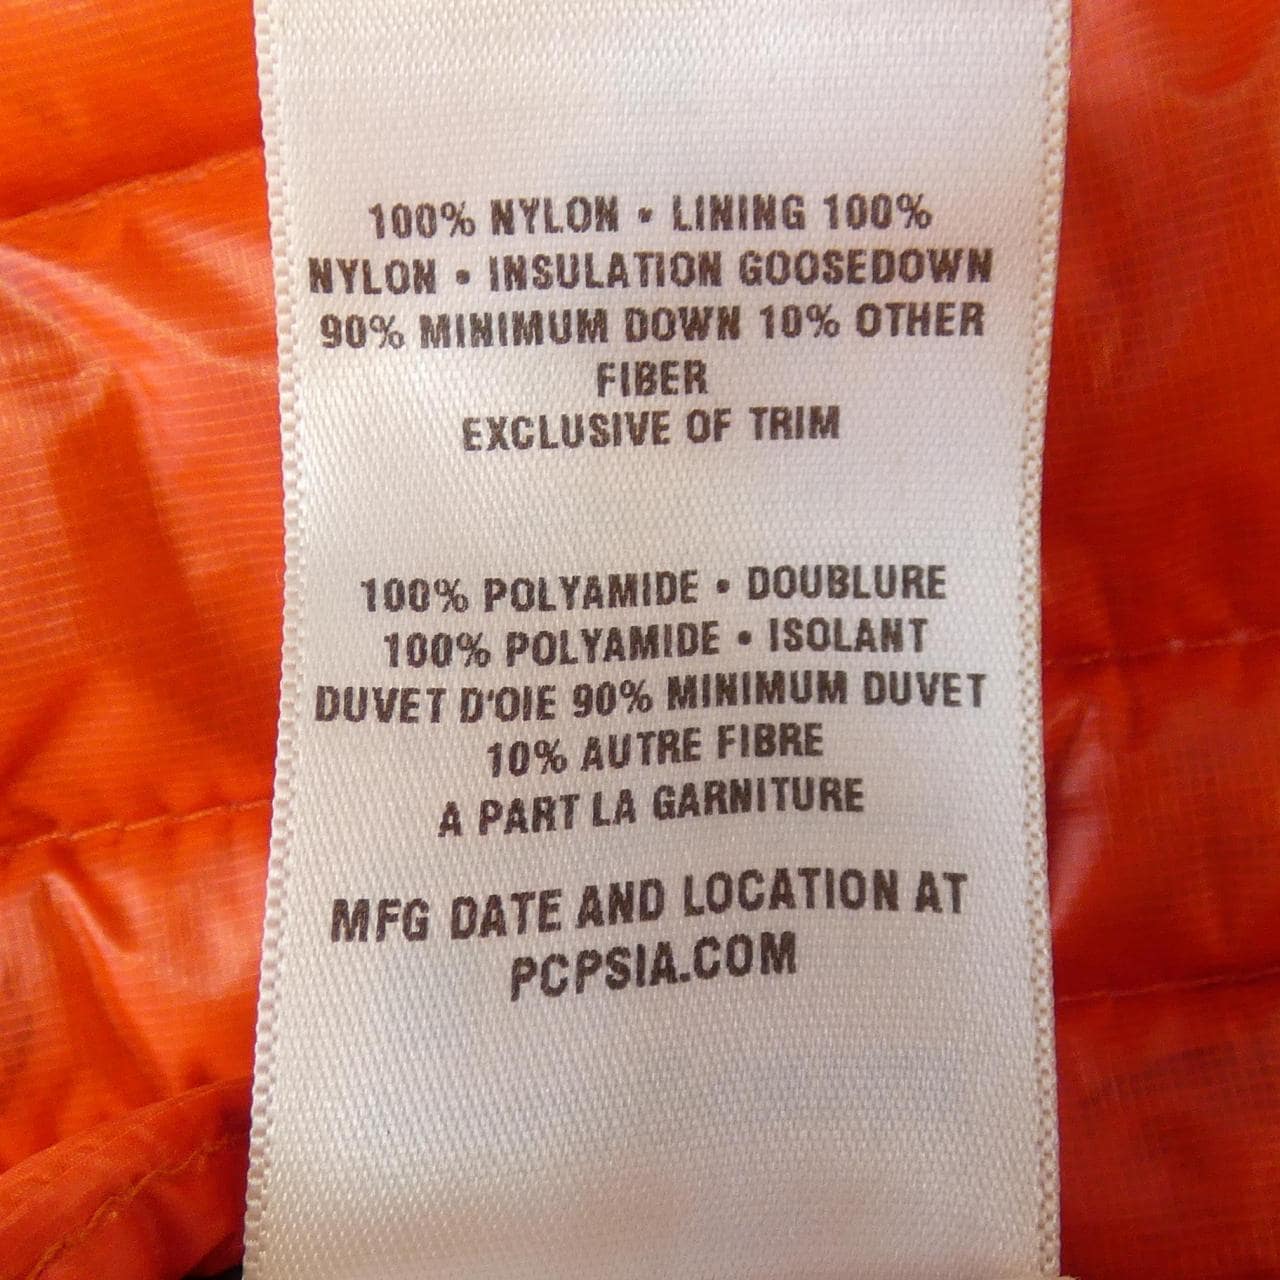 100% NYLON • LINING 100%
NYLON • INSULATION GOOSEDOWN
90% MINIMUM DOWN 10% OTHER
FIBER
EXCLUSIVE OF TRIM
100% POLYAMIDE • DOUBLURE
100% POLYAMIDE • ISOLANT
DUVET D'OIE 90% MINIMUM DUVET
10% AUTRE FIBRE
A PART LA GARNITURE
MFG DATE AND LOCATION AT
PCPSIA.COM